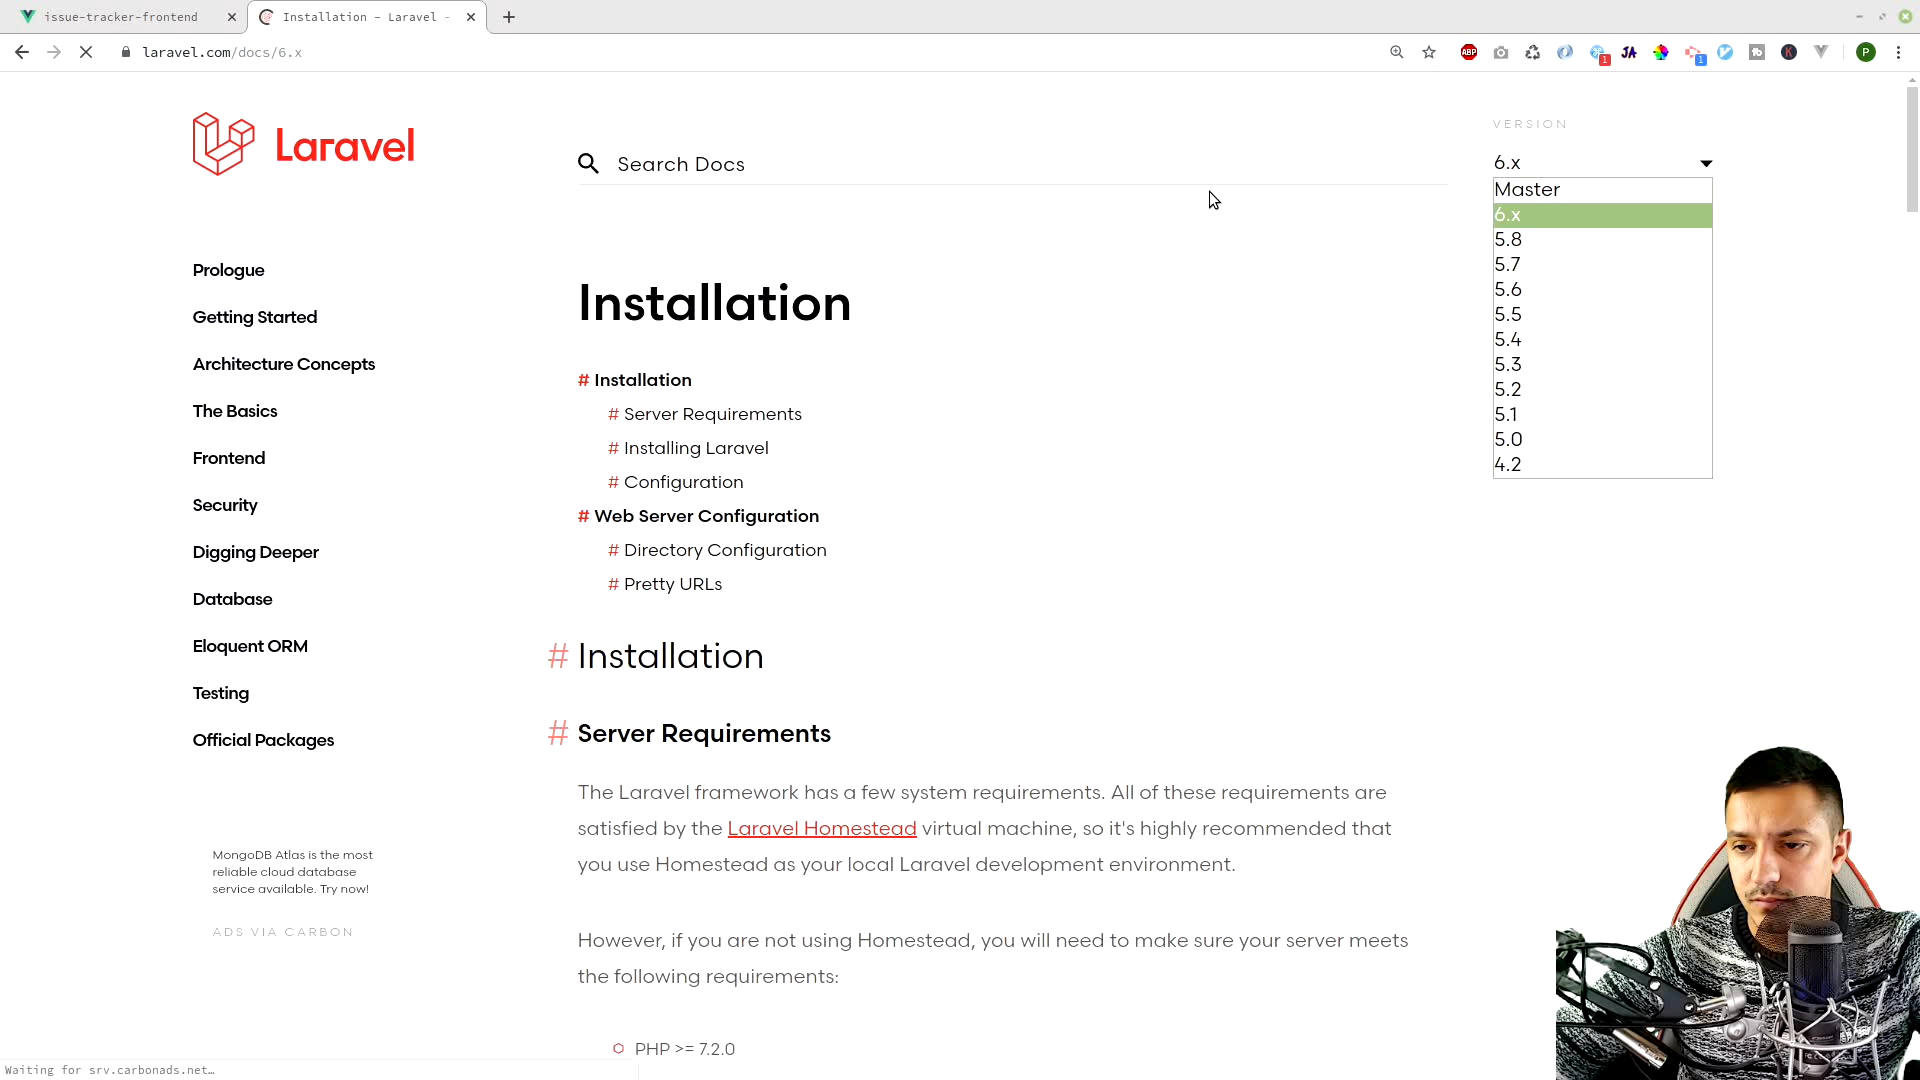 issue-tracker-frontend
Installation - Laravel -
laravel.com/docs/6.x
ABP
1
JA
1
tb
K
P
Laravel
Search Docs
VERSION
6.x
Master
6.x
5.8
5.7
5.6
5.5
5.4
5.3
5.2
5.1
5.0
4.2
Prologue
Getting Started
Architecture Concepts
The Basics
Frontend
Security
Digging Deeper
Database
Eloquent ORM
Testing
Official Packages
MongoDB Atlas is the most
reliable cloud database
service available. Try now!
ADS VIA CARBON
Installation
# Installation
# Server Requirements
# Installing Laravel
# Configuration
# Web Server Configuration
# Directory Configuration
# Pretty URLs
# Installation
# Server Requirements
The Laravel framework has a few system requirements. All of these requirements are
satisfied by the Laravel Homestead virtual machine, so it's highly recommended that
you use Homestead as your local Laravel development environment.
However, if you are not using Homestead, you will need to make sure your server meets
the following requirements:
PHP >= 7.2.0
Waiting for srv.carbonads.net…